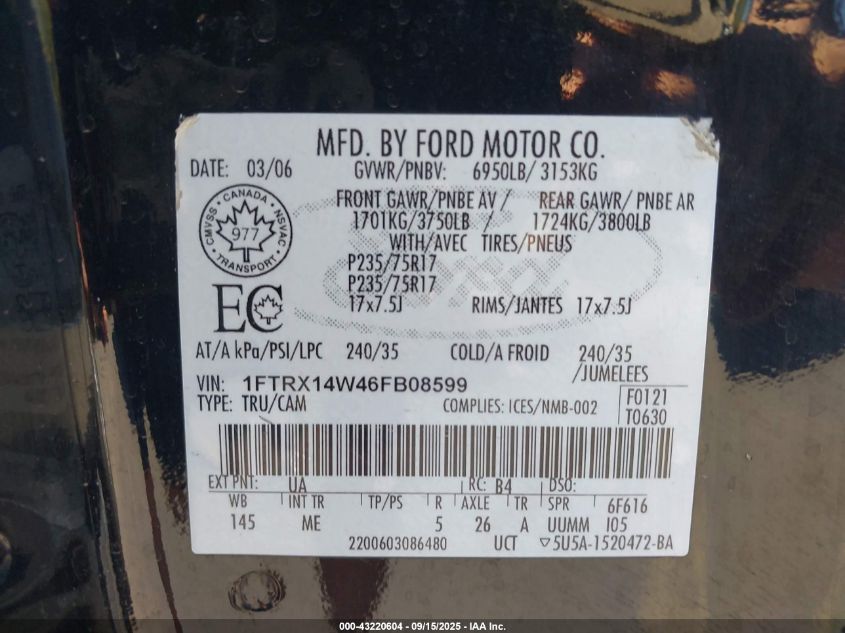 MFD. BY FORD MOTOR CO.
DATE: 03/06 GVWR/PNBV: 6950LB/ 3153KG
FRONT GAWR/PNBE AV / REAR GAWR/ PNBE AR
1701KG/3750LB / 1724KG/3800LB
WITH/AVEC TIRES/PNEUS
CMVSS · CANADA · NSVAC
977
TRANSPORT
P235/75R17
P235/75R17
17x7.5J RIMS/JANTES 17x7.5J
EC
AT/A kPa/PSI/LPC 240/35 COLD/A FROID 240/35
/JUMELEES
VIN: 1FTRX14W46FB08599
TYPE: TRU/CAM COMPLIES: ICES/NMB-002
F0121
T0630
EXT PNT: UA RC: B4 DSO:
WB INT TR TP/PS R AXLE TR SPR 6F616
145 ME 5 26 A UUMM I05
2200603086480 UCT ▽5U5A-1520472-BA
000-43220604 - 09/15/2025 - IAA Inc.